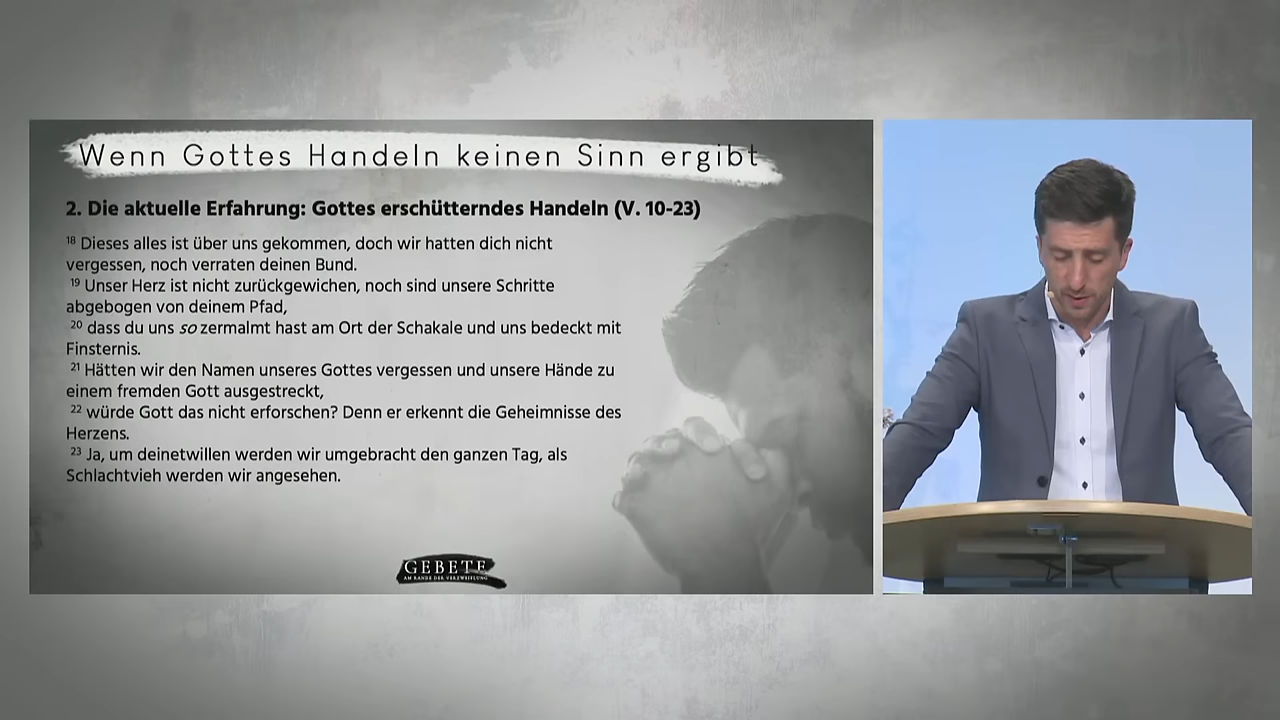 Wenn Gottes Handeln keinen Sinn ergibt
2. Die aktuelle Erfahrung: Gottes erschütterndes Handeln (V. 10-23)
18 Dieses alles ist über uns gekommen, doch wir hatten dich nicht
vergessen, noch verraten deinen Bund.
19 Unser Herz ist nicht zurückgewichen, noch sind unsere Schritte
abgebogen von deinem Pfad,
20 dass du uns so zermalmt hast am Ort der Schakale und uns bedeckt mit
Finsternis.
21 Hätten wir den Namen unseres Gottes vergessen und unsere Hände zu
einem fremden Gott ausgestreckt,
22 würde Gott das nicht erforschen? Denn er erkennt die Geheimnisse des
Herzens.
23 Ja, um deinetwillen werden wir umgebracht den ganzen Tag, als
Schlachtvieh werden wir angesehen.
GEBETE
AM RANDE DER VERZWEIFLUNG